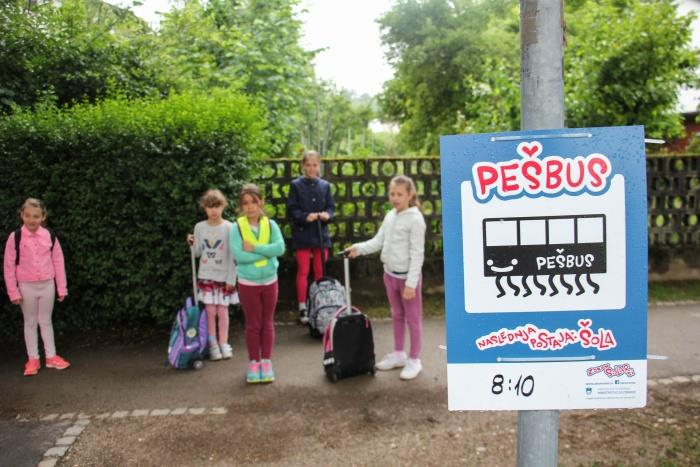 PEŠBUS
PEŠBUS
NASLEDNJA POSTAJA: ŠOLA
8:10